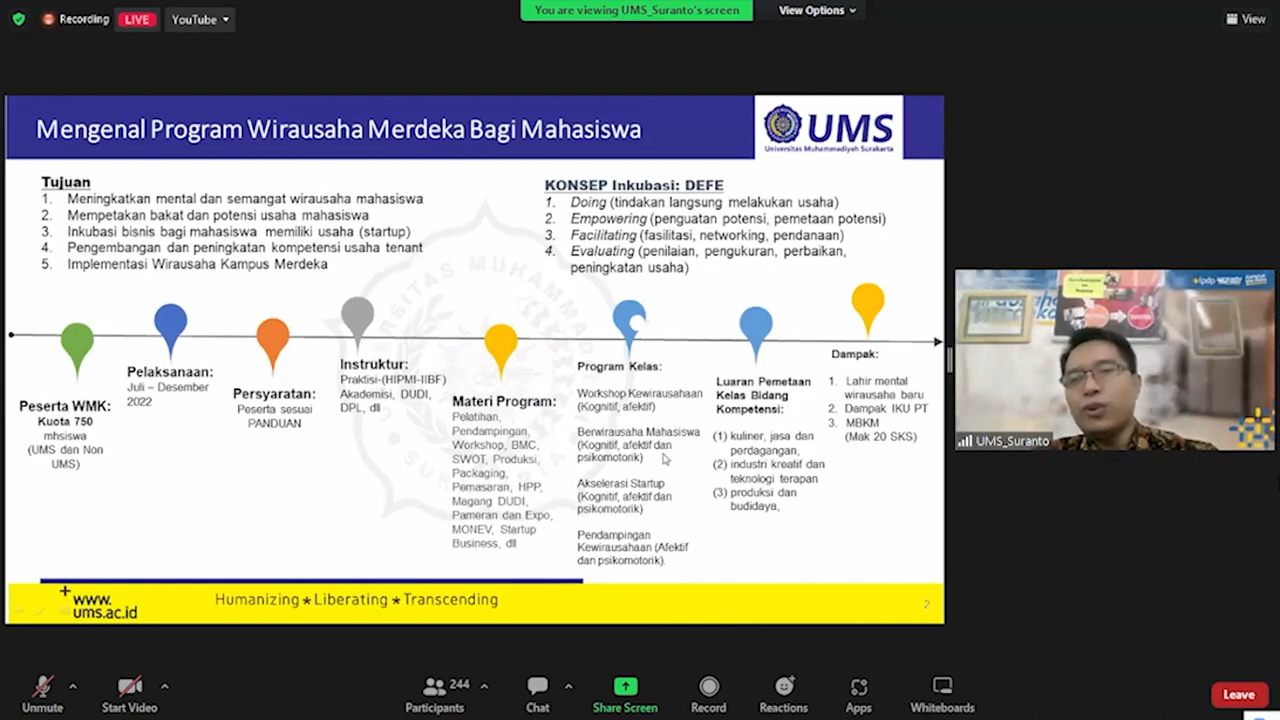 Recording
LIVE
YouTube
You are viewing UMS_Suranto's screen
View Options
View
Mengenal Program Wirausaha Merdeka Bagi Mahasiswa
UMS
Universitas Muhammadiyah Surakarta
Tujuan
1. Meningkatkan mental dan semangat wirausaha mahasiswa
2. Mempetakan bakat dan potensi usaha mahasiswa
3. Inkubasi bisnis bagi mahasiswa memiliki usaha (startup)
4. Pengembangan dan peningkatan kompetensi usaha tenant
5. Implementasi Wirausaha Kampus Merdeka
KONSEP Inkubasi: DEFE
1. Doing (tindakan langsung melakukan usaha)
2. Empowering (penguatan potensi, pemetaan potensi)
3. Facilitating (fasilitasi, networking, pendanaan)
4. Evaluating (penilaian, pengukuran, perbaikan,
peningkatan usaha)
Peserta WMK:
Kuota 750
mhsiswa
(UMS dan Non
UMS)
Pelaksanaan:
Juli – Desember
2022
Persyaratan:
Peserta sesuai
PANDUAN
Instruktur:
Praktisi-(HIPMI-IIBF)
Akademisi, DUDI,
DPL, dll
Materi Program:
Pelatihan,
Pendampingan,
Workshop, BMC,
SWOT, Produksi,
Packaging,
Pemasaran, HPP,
Magang DUDI,
Pameran dan Expo,
MONEV, Startup
Business, dll
Program Kelas:
Workshop Kewirausahaan
(Kognitif, afektif)
Berwirausaha Mahasiswa
(Kognitif, afektif dan
psikomotorik)
Akselerasi Startup
(Kognitif, afektif dan
psikomotorik)
Pendampingan
Kewirausahaan (Afektif
dan psikomotorik).
Luaran Pemetaan
Kelas Bidang
Kompetensi:
(1) kuliner, jasa dan
perdagangan,
(2) industri kreatif dan
teknologi terapan
(3) produksi dan
budidaya,
Dampak:
1. Lahir mental
wirausaha baru
2. Dampak IKU PT
3. MBKM
(Mak 20 SKS)
www.
ums.ac.id
Humanizing ★ Liberating ★ Transcending
2
lpdp
UMS_Suranto
Unmute
Start Video
244
Participants
Chat
Share Screen
Record
Reactions
Apps
Whiteboards
Leave